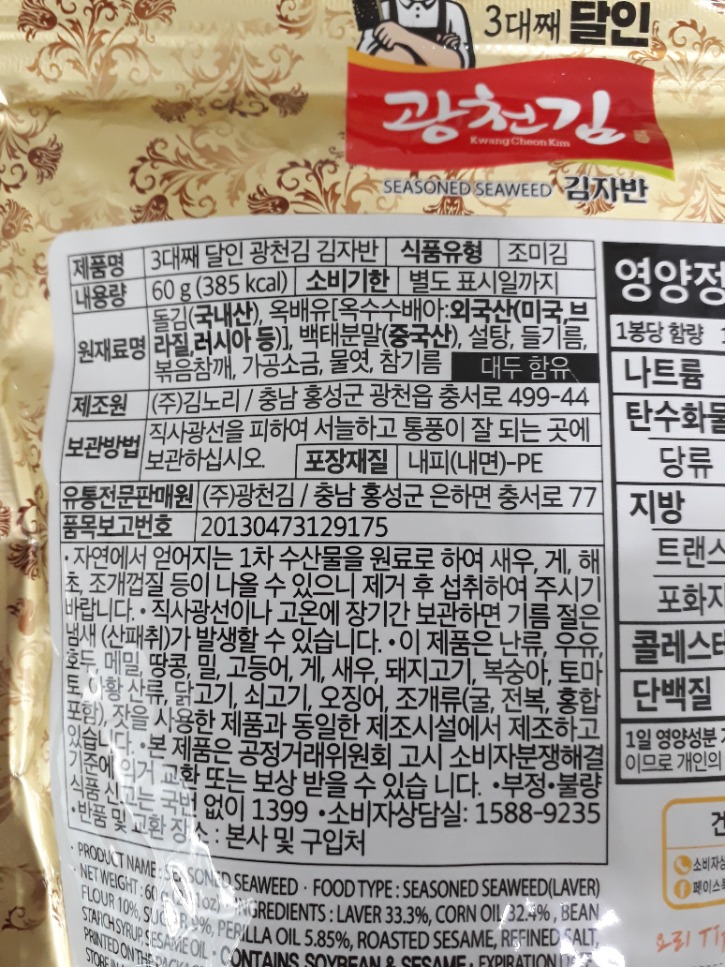 3대째 달인
광천김
Kwang Cheon Kim
SEASONED SEAWEED 김자반
제품명 3대째 달인 광천김 김자반 식품유형 조미김
내용량 60 g (385 kcal) 소비기한 별도 표시일까지
원재료명 돌김(국내산), 옥배유[옥수수배아:외국산(미국,브
라질,러시아 등)], 백태분말(중국산), 설탕, 들기름,
볶음참깨, 가공소금, 물엿, 참기름 대두 함유
제조원 (주)김노리 / 충남 홍성군 광천읍 충서로 499-44
보관방법 직사광선을 피하여 서늘하고 통풍이 잘 되는 곳에
보관하십시오. 포장재질 내피(내면)-PE
유통전문판매원 (주)광천김 / 충남 홍성군 은하면 충서로 77
품목보고번호 20130473129175
·자연에서 얻어지는 1차 수산물을 원료로 하여 새우, 게, 해
초, 조개껍질 등이 나올 수 있으니 제거 후 섭취하여 주시기
바랍니다. • 직사광선이나 고온에 장기간 보관하면 기름 절은
냄새 (산패취)가 발생할 수 있습니다. • 이 제품은 난류, 우유,
호두, 메밀, 땅콩, 밀, 고등어, 게, 새우, 돼지고기, 복숭아, 토마
토, 황 산류, 닭고기, 쇠고기, 오징어, 조개류(굴, 전복, 홍합
포함), 잣을 사용한 제품과 동일한 제조시설에서 제조하고
있습니다. •본 제품은 공정거래위원회 고시 소비자분쟁해결
기준에 의거 교환 또는 보상 받을 수 있습 니다. •부정•불량
식품 신고는 국번 없이 1399 •소비자상담실: 1588-9235
•반품 및 교환 장소 : 본사 및 구입처
영양정
1봉당 함량
나트륨
탄수화물
당류
지방
트랜스
포화지
콜레스테
단백질
1일 영양성분
이므로 개인의
소비자상
페이스북
요리 Ti
· PRODUCT NAME : SEASONED SEAWEED · FOOD TYPE : SEASONED SEAWEED(LAVER)
· NET WEIGHT : 60 INGREDIENTS : LAVER 33.3%, CORN OIL 32.4% , BEAN
FLOUR 10%, SUGAR PERILLA OIL 5.85%, ROASTED SESAME, REFINED SALT,
STARCH SYRUP SESAME OIL · CONTAINS SOYBEAN & SESAME · EXPIRATION
PRINTED ON THE PACKAGE
STORE IN